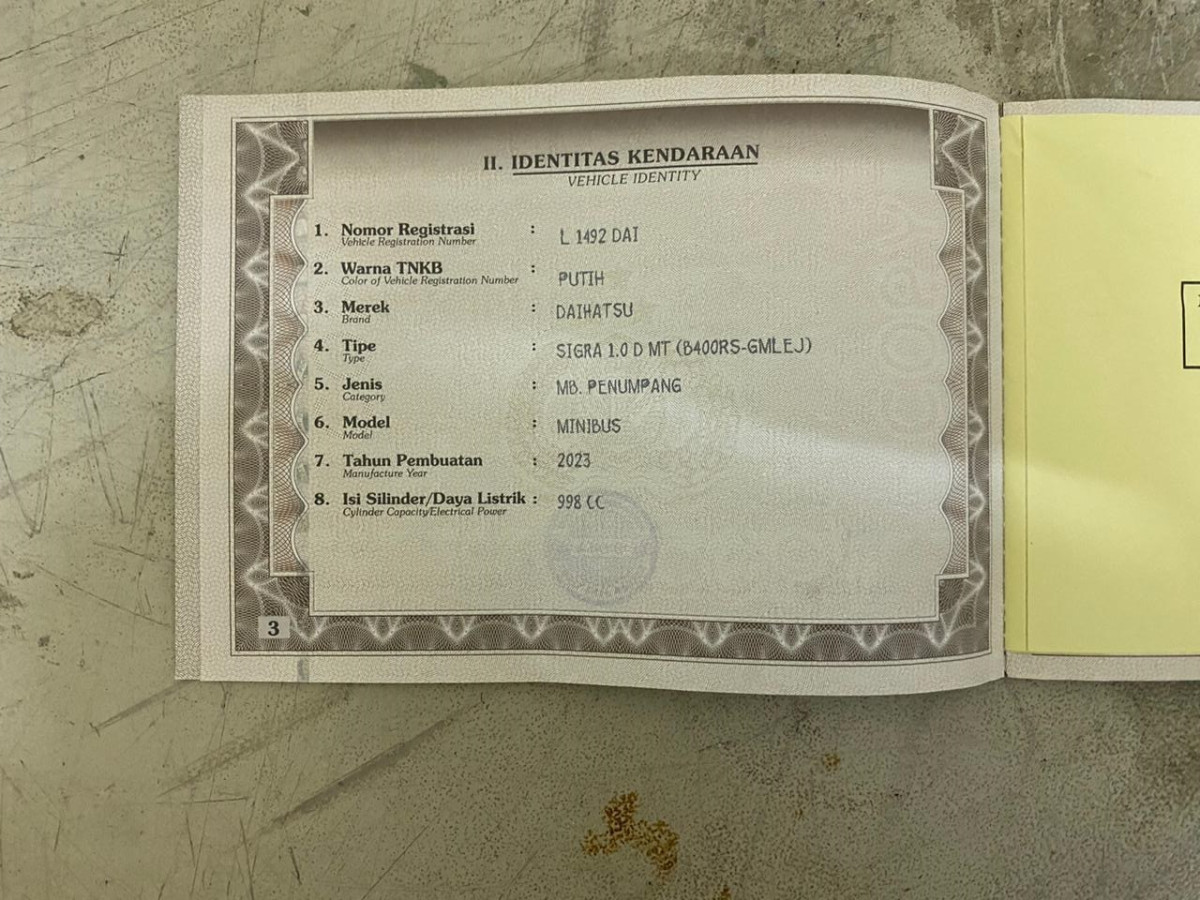 II. IDENTITAS KENDARAAN
VEHICLE IDENTITY
1. Nomor Registrasi : L 1492 DAI
Vehicle Registration Number
2. Warna TNKB : PUTIH
Color of Vehicle Registration Number
3. Merek : DAIHATSU
Brand
4. Tipe : SIGRA 1.0 D MT (B400RS-GMLEJ)
Type
5. Jenis : MB. PENUMPANG
Category
6. Model : MINIBUS
Model
7. Tahun Pembuatan : 2023
Manufacture Year
8. Isi Silinder/Daya Listrik : 998 CC
Cylinder Capacity/Electrical Power
3